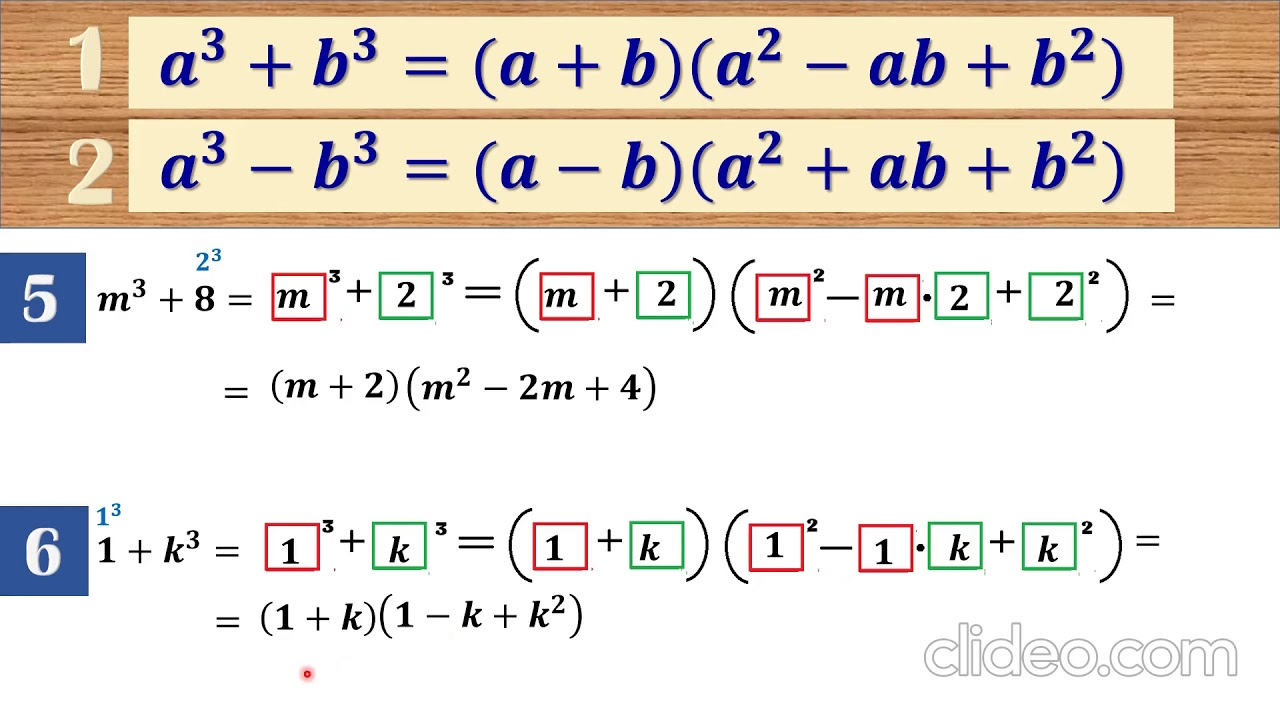 1 a³ + b³ = (a + b)(a² − ab + b²)
2 a³ − b³ = (a − b)(a² + ab + b²)
2³
5 m³ + 8 = m³ + 2³ = (m + 2)(m² − m · 2 + 2²) =
= (m + 2)(m² − 2m + 4)
1³
6 1 + k³ = 1³ + k³ = (1 + k)(1² − 1 · k + k²) =
= (1 + k)(1 − k + k²)
clideo.com